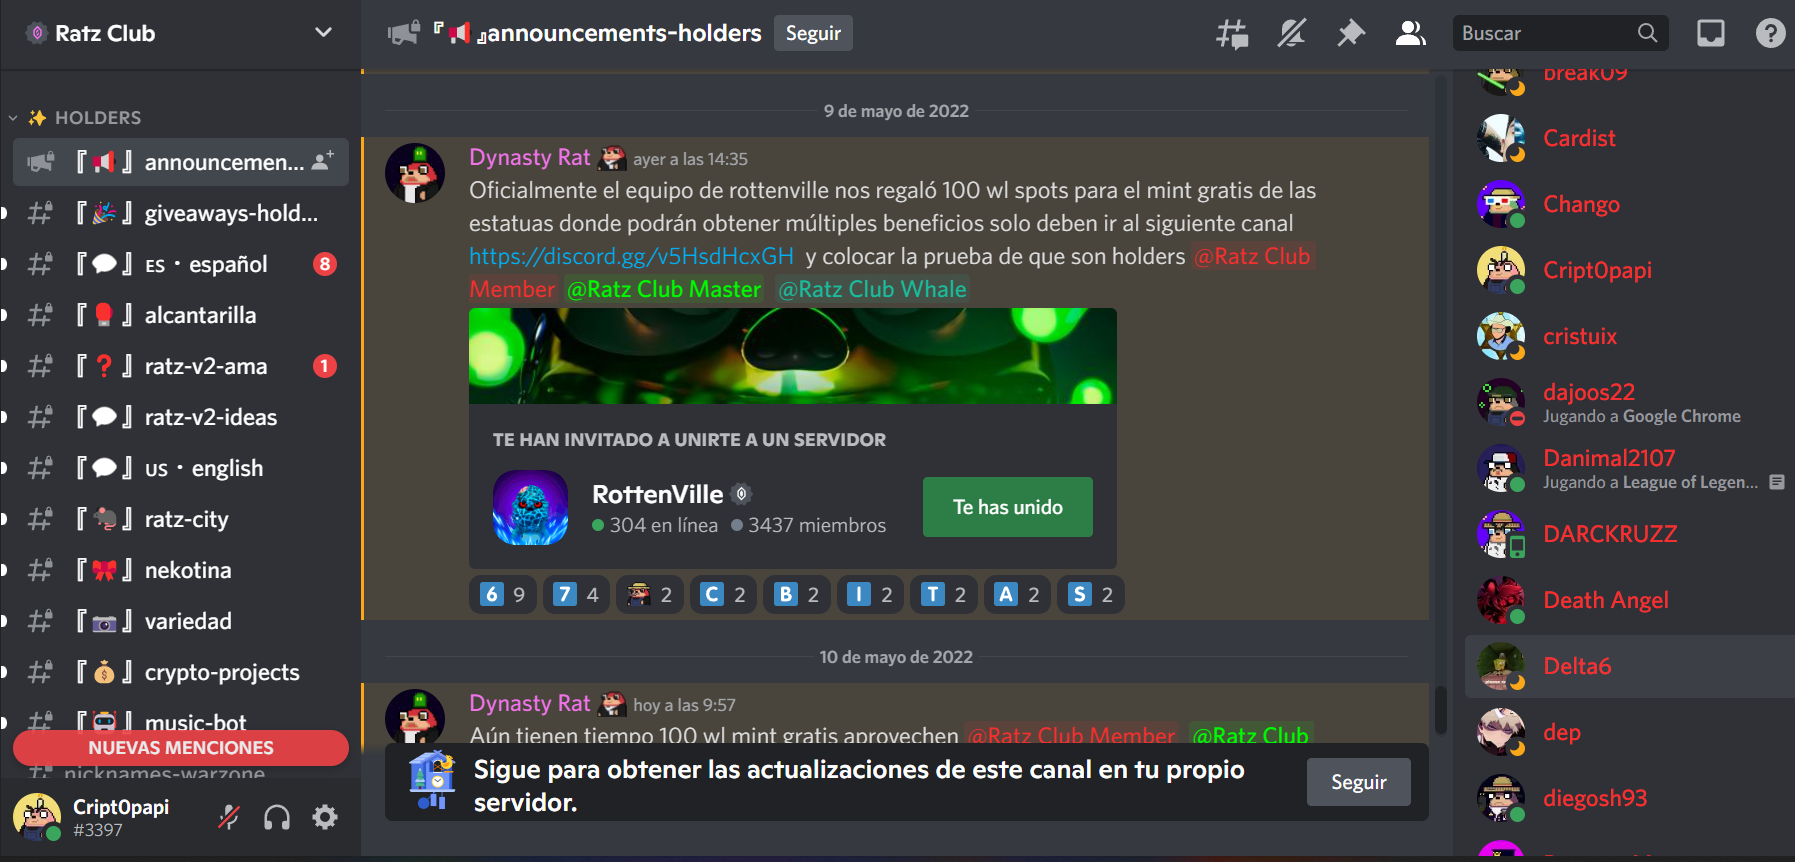 Ratz Club
HOLDERS
『📢』 announcemen...
『🎉』 giveaways-hold...
『💬』 ES • español
8
『🥊』 alcantarilla
『❓』 ratz-v2-ama
1
『💬』 ratz-v2-ideas
『💬』 US • english
『🐀』 ratz-city
『🎀』 nekotina
『📷』 variedad
『💰』 crypto-projects
『🤖』 music-bot
NUEVAS MENCIONES
nicknames-warzone
Cript0papi
#3397
『📢』announcements-holders
Seguir
Buscar
9 de mayo de 2022
Dynasty Rat ayer a las 14:35
Oficialmente el equipo de rottenville nos regaló 100 wl spots para el mint gratis de las
estatuas donde podrán obtener múltiples beneficios solo deben ir al siguiente canal
https://discord.gg/v5HsdHcxGH y colocar la prueba de que son holders @Ratz Club
Member @Ratz Club Master @Ratz Club Whale
TE HAN INVITADO A UNIRTE A UN SERVIDOR
RottenVille
304 en línea 3437 miembros
Te has unido
6 9 7 4 2 C 2 B 2 I 2 T 2 A 2 S 2
10 de mayo de 2022
Dynasty Rat hoy a las 9:57
Aún tienen tiempo 100 wl mint gratis aprovechen @Ratz Club Member @Ratz Club
Sigue para obtener las actualizaciones de este canal en tu propio
servidor.
Seguir
break09
Cardist
Chango
Cript0papi
cristuix
dajoos22
Jugando a Google Chrome
Danimal2107
Jugando a League of Legen...
DARCKRUZZ
Death Angel
Delta6
dep
diegosh93